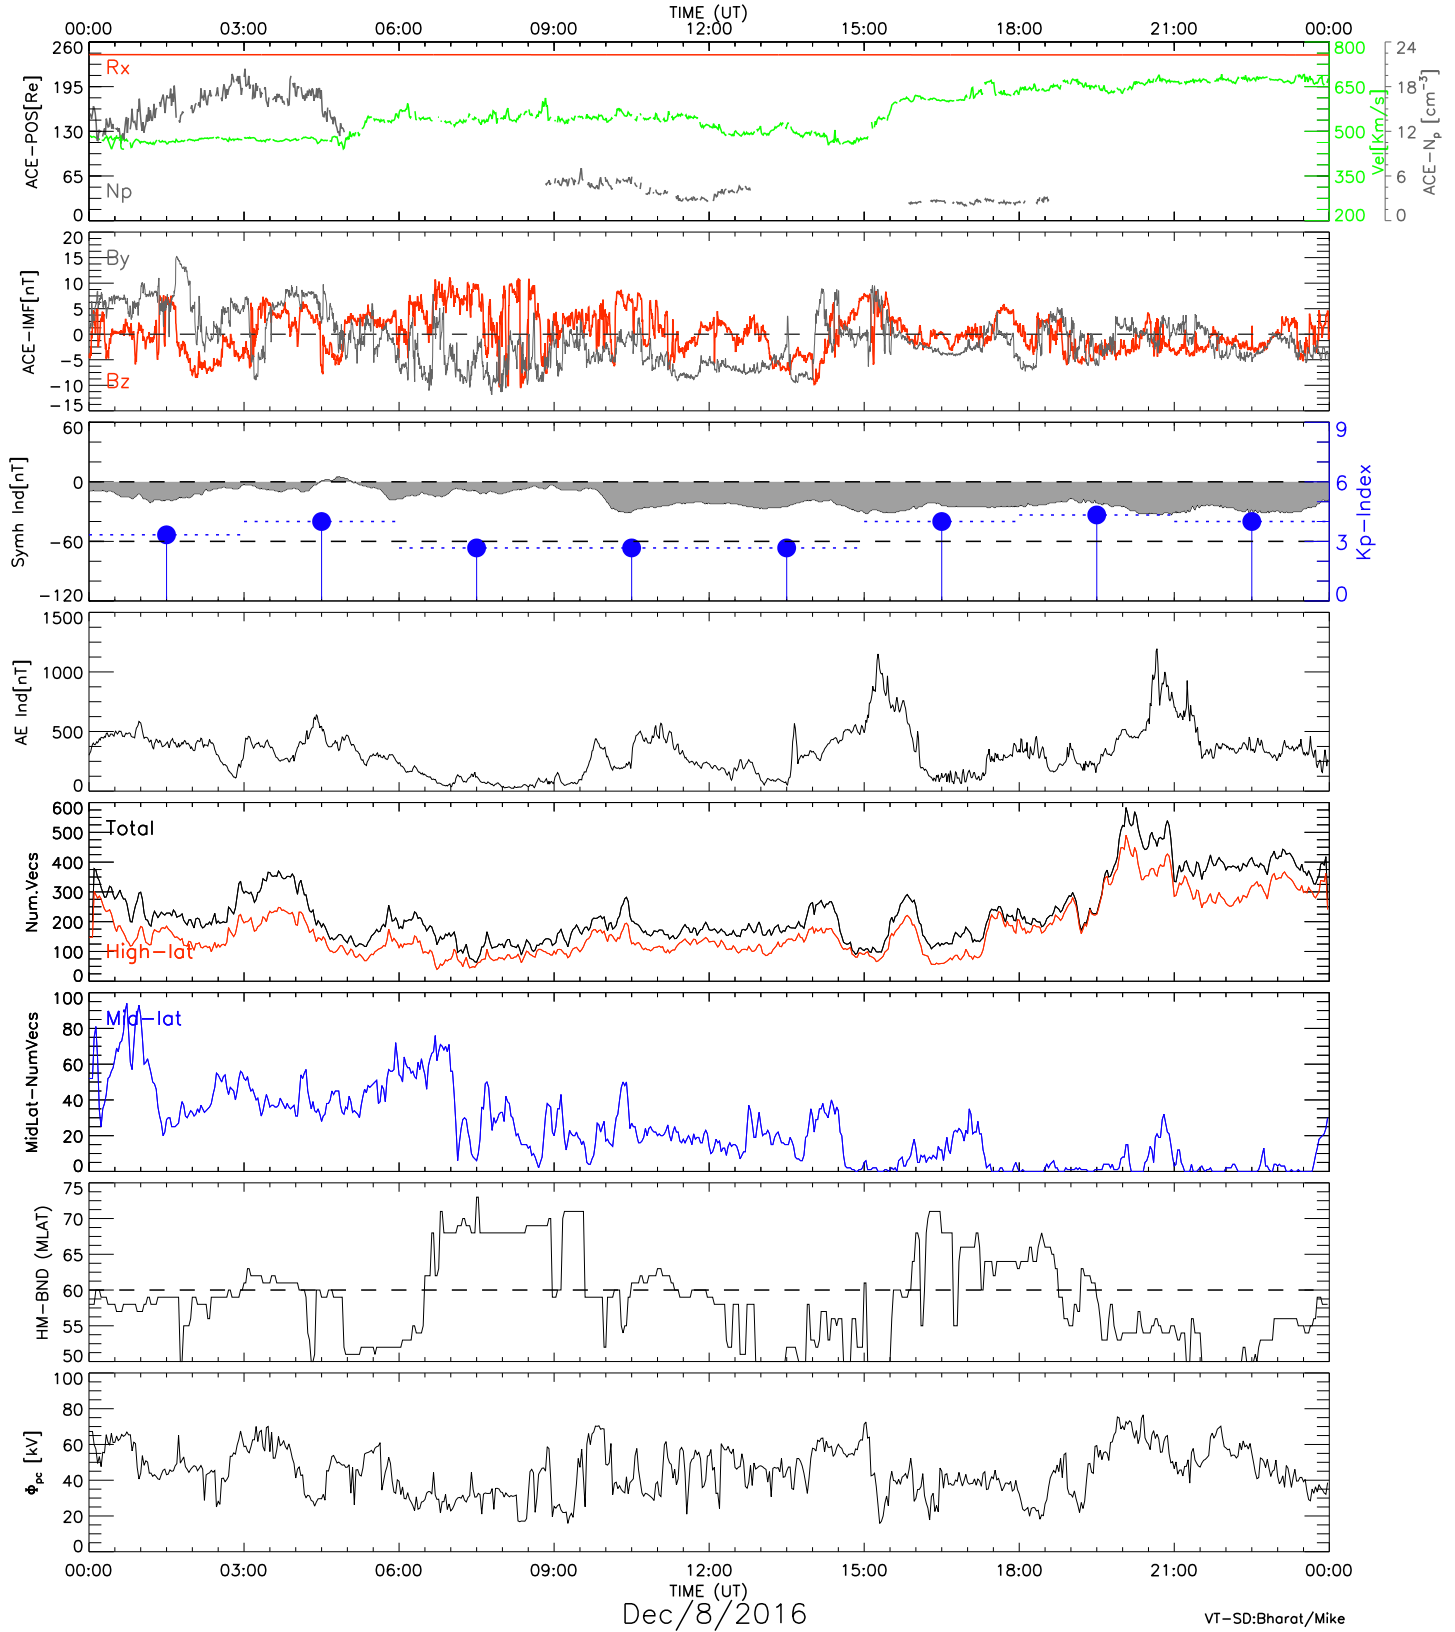 TIME (UT)
00:00 03:00 06:00 09:00 12:00 15:00 18:00 21:00 00:00
ACE-POS[Re]
260
195
130
65
0
Rx
Np
800
650
500
350
200
Vel[Km/s]
24
18
12
6
0
ACE-Np [cm-3]
ACE-IMF[nT]
20
15
10
5
0
-5
-10
-15
By
Bz
Symh Ind[nT]
60
0
-60
-120
9
6
3
0
Kp-Index
AE Ind[nT]
1500
1000
500
0
Num.Vecs
600
500
400
300
200
100
0
Total
High-lat
MidLat-NumVecs
100
80
60
40
20
0
Mid-lat
HM-BND (MLAT)
75
70
65
60
55
50
Φpc [kV]
100
80
60
40
20
0
00:00 03:00 06:00 09:00 12:00 15:00 18:00 21:00 00:00
TIME (UT)
Dec/8/2016
VT-SD:Bharat/Mike